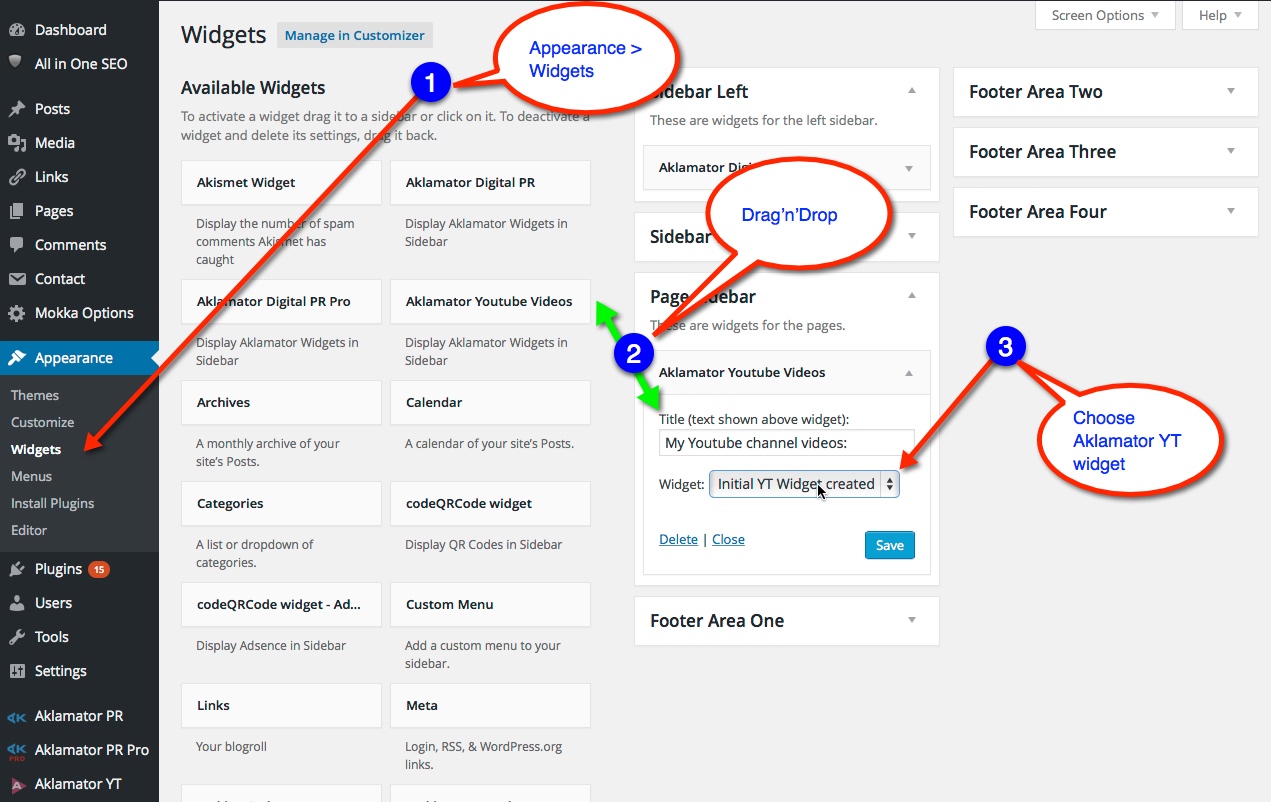 Dashboard
All in One SEO
Posts
Media
Links
Pages
Comments
Contact
Mokka Options
Appearance
Themes
Customize
Widgets
Menus
Install Plugins
Editor
Plugins 15
Users
Tools
Settings
Aklamator PR
PRO
Aklamator PR Pro
Aklamator YT
Screen Options
Help
Widgets
Manage in Customizer
Available Widgets
To activate a widget drag it to a sidebar or click on it. To deactivate a
widget and delete its settings, drag it back.
Akismet Widget
Display the number of spam
comments Akismet has
caught
Aklamator Digital PR
Display Aklamator Widgets in
Sidebar
Aklamator Digital PR Pro
Display Aklamator Widgets in
Sidebar
Aklamator Youtube Videos
Display Aklamator Widgets in
Sidebar
Archives
A monthly archive of your
site's Posts.
Calendar
A calendar of your site's Posts.
Categories
A list or dropdown of
categories.
codeQRCode widget
Display QR Codes in Sidebar
codeQRCode widget - Ad...
Display Adsence in Sidebar
Custom Menu
Add a custom menu to your
sidebar.
Links
Your blogroll
Meta
Login, RSS, & WordPress.org
links.
1
Appearance >
Widgets
Sidebar Left
These are widgets for the left sidebar.
Aklamator
Sidebar
2
Drag'n'Drop
Page Sidebar
These are widgets for the pages.
Aklamator Youtube Videos
Title (text shown above widget):
My Youtube channel videos:
Widget: Initial YT Widget created
Delete | Close
Save
Footer Area One
Footer Area Two
Footer Area Three
Footer Area Four
3
Choose
Aklamator YT
widget